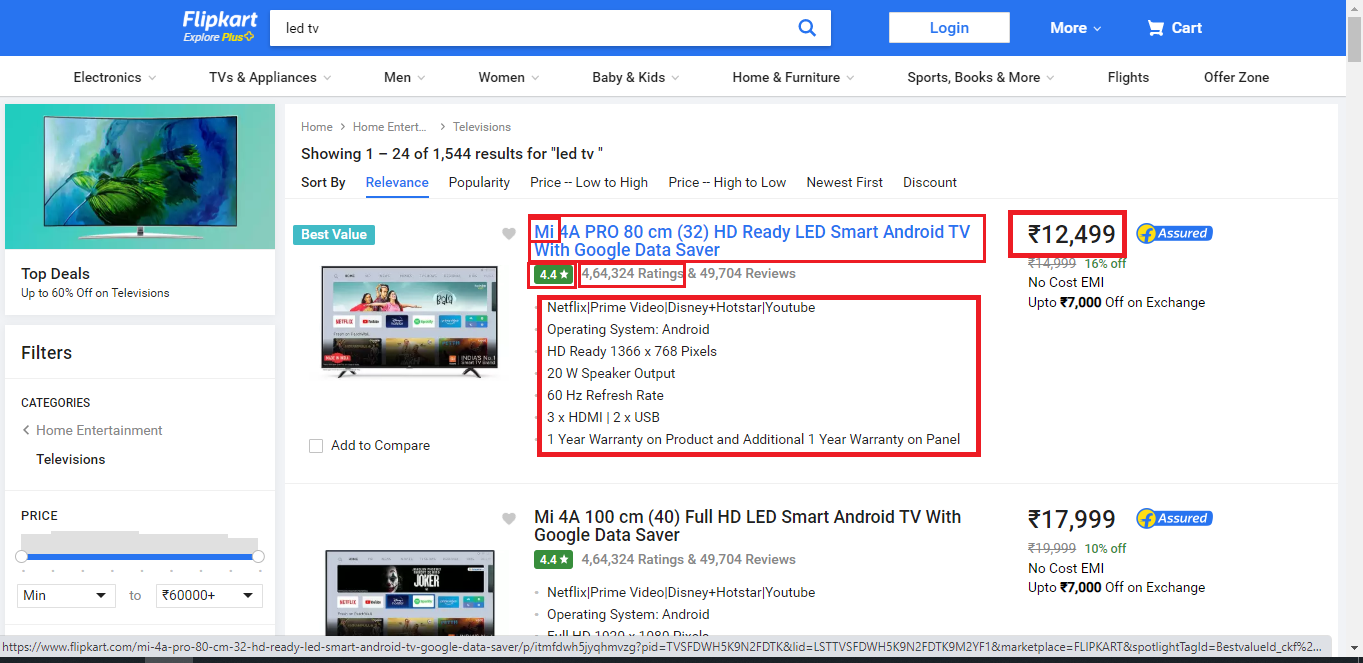 Flipkart
Explore Plus
led tv
Login
More
Cart
Electronics
TVs & Appliances
Men
Women
Baby & Kids
Home & Furniture
Sports, Books & More
Flights
Offer Zone
Top Deals
Up to 60% Off on Televisions
Filters
CATEGORIES
Home Entertainment
Televisions
PRICE
Min
to
₹60000+
Home
Home Entert...
Televisions
Showing 1 – 24 of 1,544 results for "led tv "
Sort By
Relevance
Popularity
Price -- Low to High
Price -- High to Low
Newest First
Discount
Best Value
Add to Compare
Mi 4A PRO 80 cm (32) HD Ready LED Smart Android TV
With Google Data Saver
4.4
4,64,324 Ratings & 49,704 Reviews
Netflix|Prime Video|Disney+Hotstar|Youtube
Operating System: Android
HD Ready 1366 x 768 Pixels
20 W Speaker Output
60 Hz Refresh Rate
3 x HDMI | 2 x USB
1 Year Warranty on Product and Additional 1 Year Warranty on Panel
₹12,499
Assured
₹14,999 16% off
No Cost EMI
Upto ₹7,000 Off on Exchange
JOKER
Mi 4A 100 cm (40) Full HD LED Smart Android TV With
Google Data Saver
4.4
4,64,324 Ratings & 49,704 Reviews
Netflix|Prime Video|Disney+Hotstar|Youtube
Operating System: Android
Full HD 1920 x 1080 Pixels
₹17,999
Assured
₹19,999 10% off
No Cost EMI
Upto ₹7,000 Off on Exchange
https://www.flipkart.com/mi-4a-pro-80-cm-32-hd-ready-led-smart-android-tv-google-data-saver/p/itmfdwh5jyqhmvzg?pid=TVSFDWH5K9N2FDTK&lid=LSTTVSFDWH5K9N2FDTK9M2YF1&marketplace=FLIPKART&spotlightTagId=BestvalueId_ckf%2...